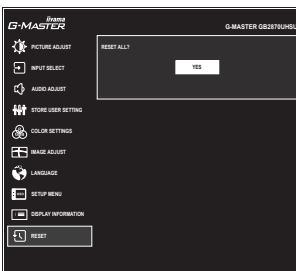 iiyama
G-MASTER
G-MASTER GB2870UHSU
PICTURE ADJUST
RESET ALL?
INPUT SELECT
YES
AUDIO ADJUST
STORE USER SETTING
COLOR SETTINGS
IMAGE ADJUST
LANGUAGE
SETUP MENU
DISPLAY INFORMATION
RESET